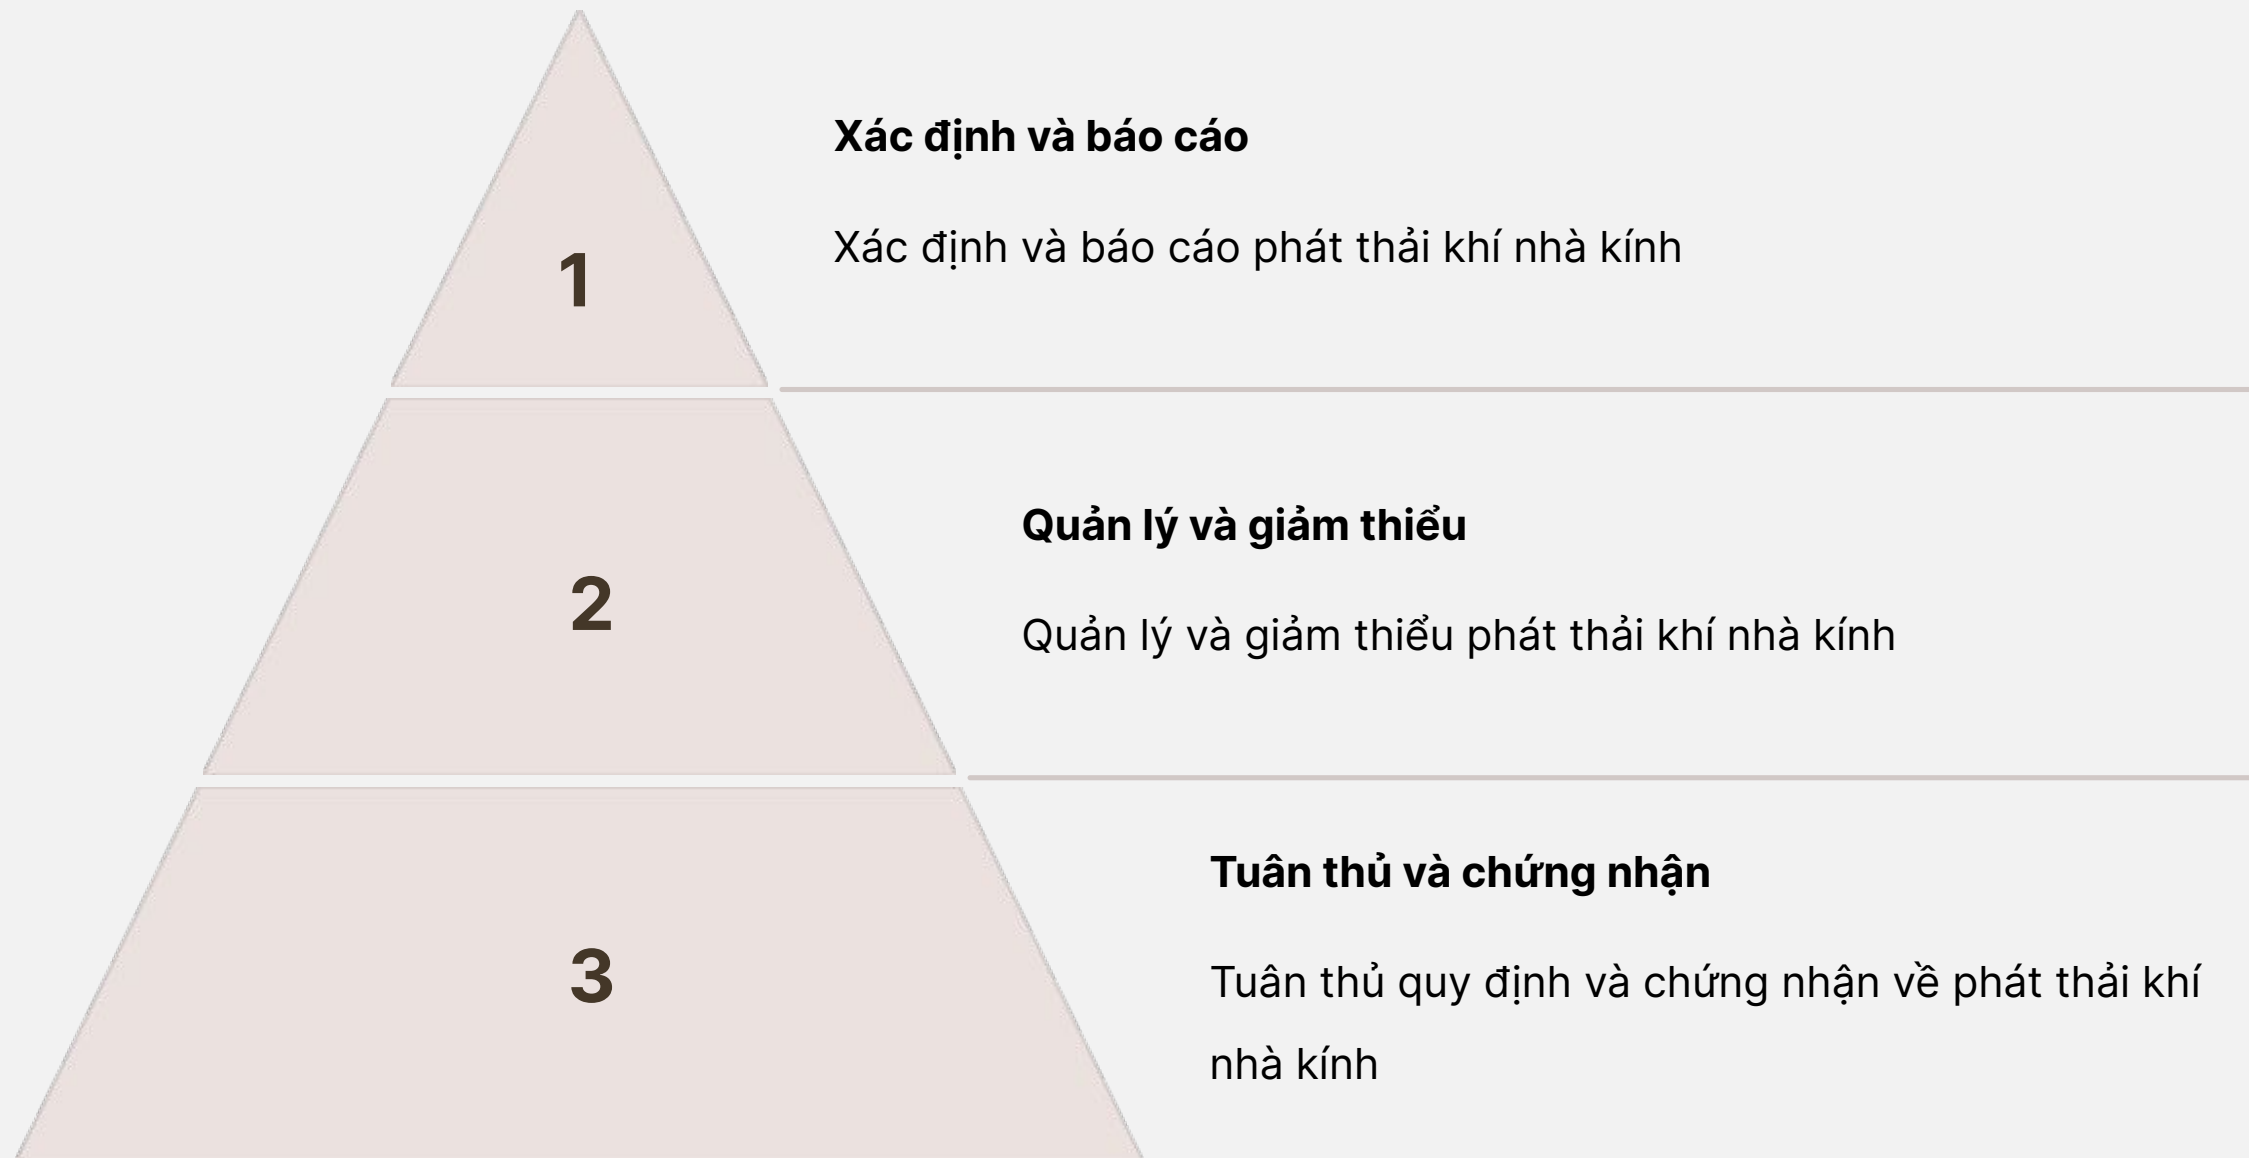 1
Xác định và báo cáo
Xác định và báo cáo phát thải khí nhà kính
2
Quản lý và giảm thiểu
Quản lý và giảm thiểu phát thải khí nhà kính
3
Tuân thủ và chứng nhận
Tuân thủ quy định và chứng nhận về phát thải khí
nhà kính